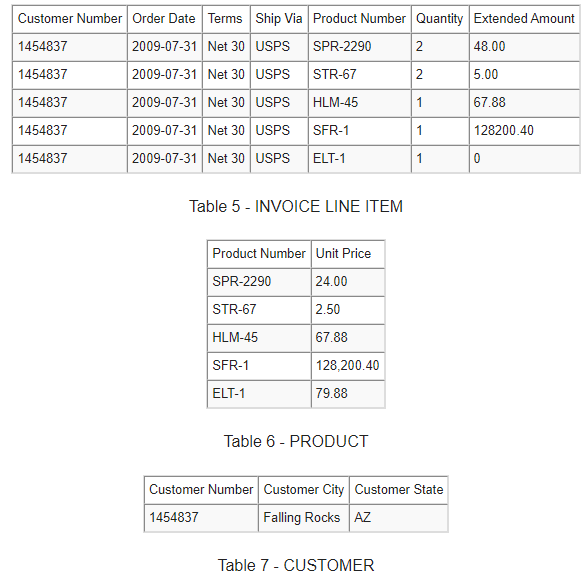 Customer Number Order Date Terms Ship Via Product Number Quantity Extended Amount
1454837 2009-07-31 Net 30 USPS SPR-2290 2 48.00
1454837 2009-07-31 Net 30 USPS STR-67 2 5.00
1454837 2009-07-31 Net 30 USPS HLM-45 1 67.88
1454837 2009-07-31 Net 30 USPS SFR-1 1 128200.40
1454837 2009-07-31 Net 30 USPS ELT-1 1 0
Table 5 - INVOICE LINE ITEM
Product Number Unit Price
SPR-2290 24.00
STR-67 2.50
HLM-45 67.88
SFR-1 128,200.40
ELT-1 79.88
Table 6 - PRODUCT
Customer Number Customer City Customer State
1454837 Falling Rocks AZ
Table 7 - CUSTOMER